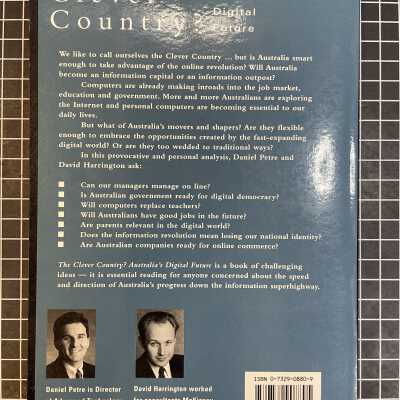 Clever
Country
Digital
Future
We like to call ourselves the Clever Country ... but is Australia smart
enough to take advantage of the online revolution? Will Australia
become an information capital or an information outpost?
Computers are already making inroads into the job market,
education and government. More and more Australians are exploring
the Internet and personal computers are becoming essential to our
daily lives.
But what of Australia's movers and shapers? Are they flexible
enough to embrace the opportunities created by the fast-expanding
digital world? Or are they too wedded to traditional ways?
In this provocative and personal analysis, Daniel Petre and
David Harrington ask:
■ Can our managers manage on line?
■ Is Australian government ready for digital democracy?
■ Will computers replace teachers?
■ Will Australians have good jobs in the future?
■ Are parents relevant in the digital world?
■ Does the information revolution mean losing our national identity?
■ Are Australian companies ready for online commerce?
The Clever Country? Australia's Digital Future is a book of challenging
ideas — it is essential reading for anyone concerned about the speed
and direction of Australia's progress down the information superhighway.
ISBN 0-7329-0880-9
Daniel Petre is Director
David Harrington worked